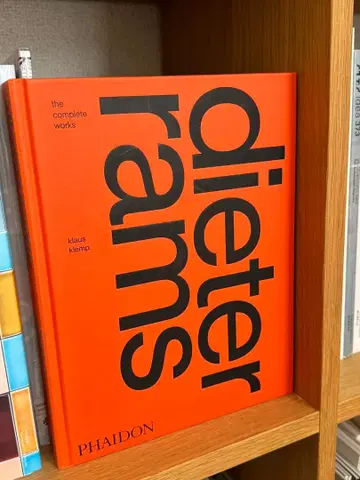 the
complete
works
dieter
rams
klaus
klemp
PHAIDON